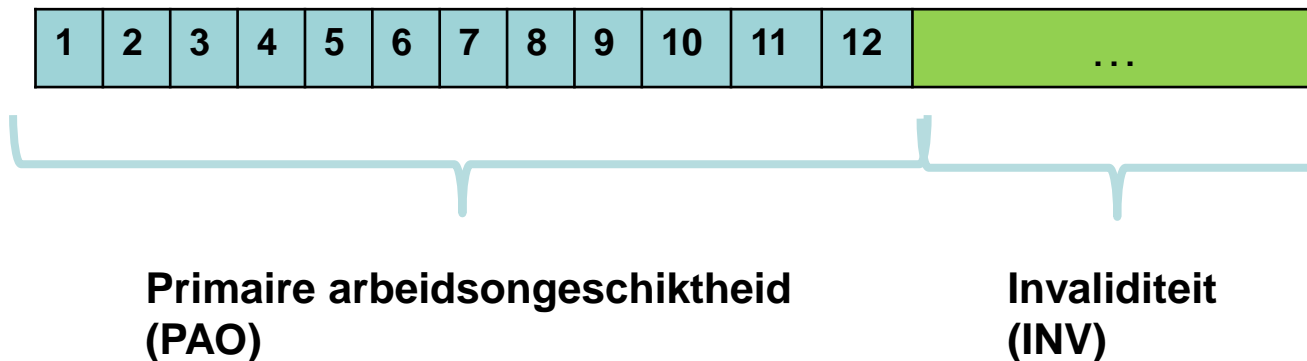 1 2 3 4 5 6 7 8 9 10 11 12 ...
Primaire arbeidsongeschiktheid Invaliditeit
(PAO) (INV)